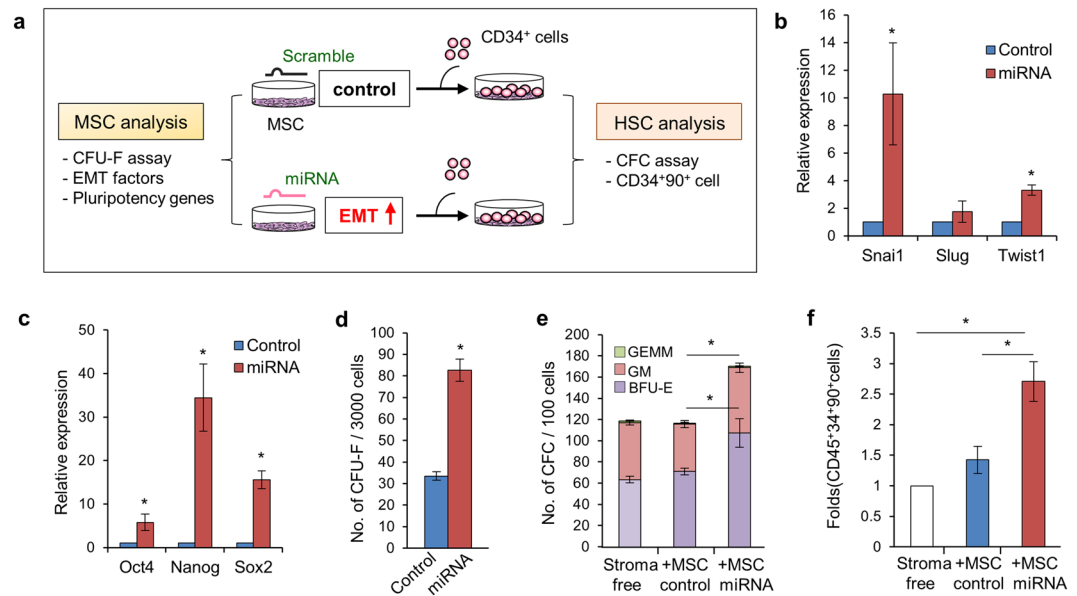 a
Scramble
CD34⁺ cells
control
MSC
MSC analysis
- CFU-F assay
- EMT factors
- Pluripotency genes
miRNA
EMT
HSC analysis
- CFC assay
- CD34⁺90⁺ cell
b
Relative expression
16
14
12
10
8
6
4
2
0
*
*
Control
miRNA
Snai1 Slug Twist1
c
Relative expression
50
40
30
20
10
0
*
*
*
Control
miRNA
Oct4 Nanog Sox2
d
No. of CFU-F / 3000 cells
100
90
80
70
60
50
40
30
20
10
0
*
Control
miRNA
e
No. of CFC / 100 cells
200
180
160
140
120
100
80
60
40
20
0
GEMM
GM
BFU-E
*
*
Stroma +MSC +MSC
free control miRNA
f
Folds(CD45⁺34⁺90⁺cells)
3.5
3
2.5
2
1.5
1
0.5
0
*
*
Stroma +MSC +MSC
free control miRNA